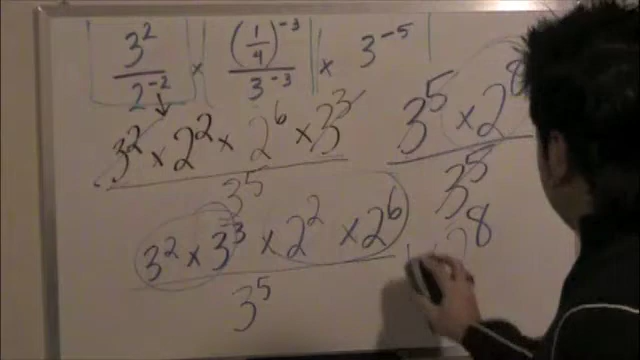 3² / 2⁻² × (1/4)⁻³ / 3⁻³ × 3⁻⁵
3² × 2² × 2⁶ × 3³ / 3⁵
3² × 3³ × 2² × 2⁶ / 3⁵
3⁵ × 2⁸ / 3⁵
2⁸